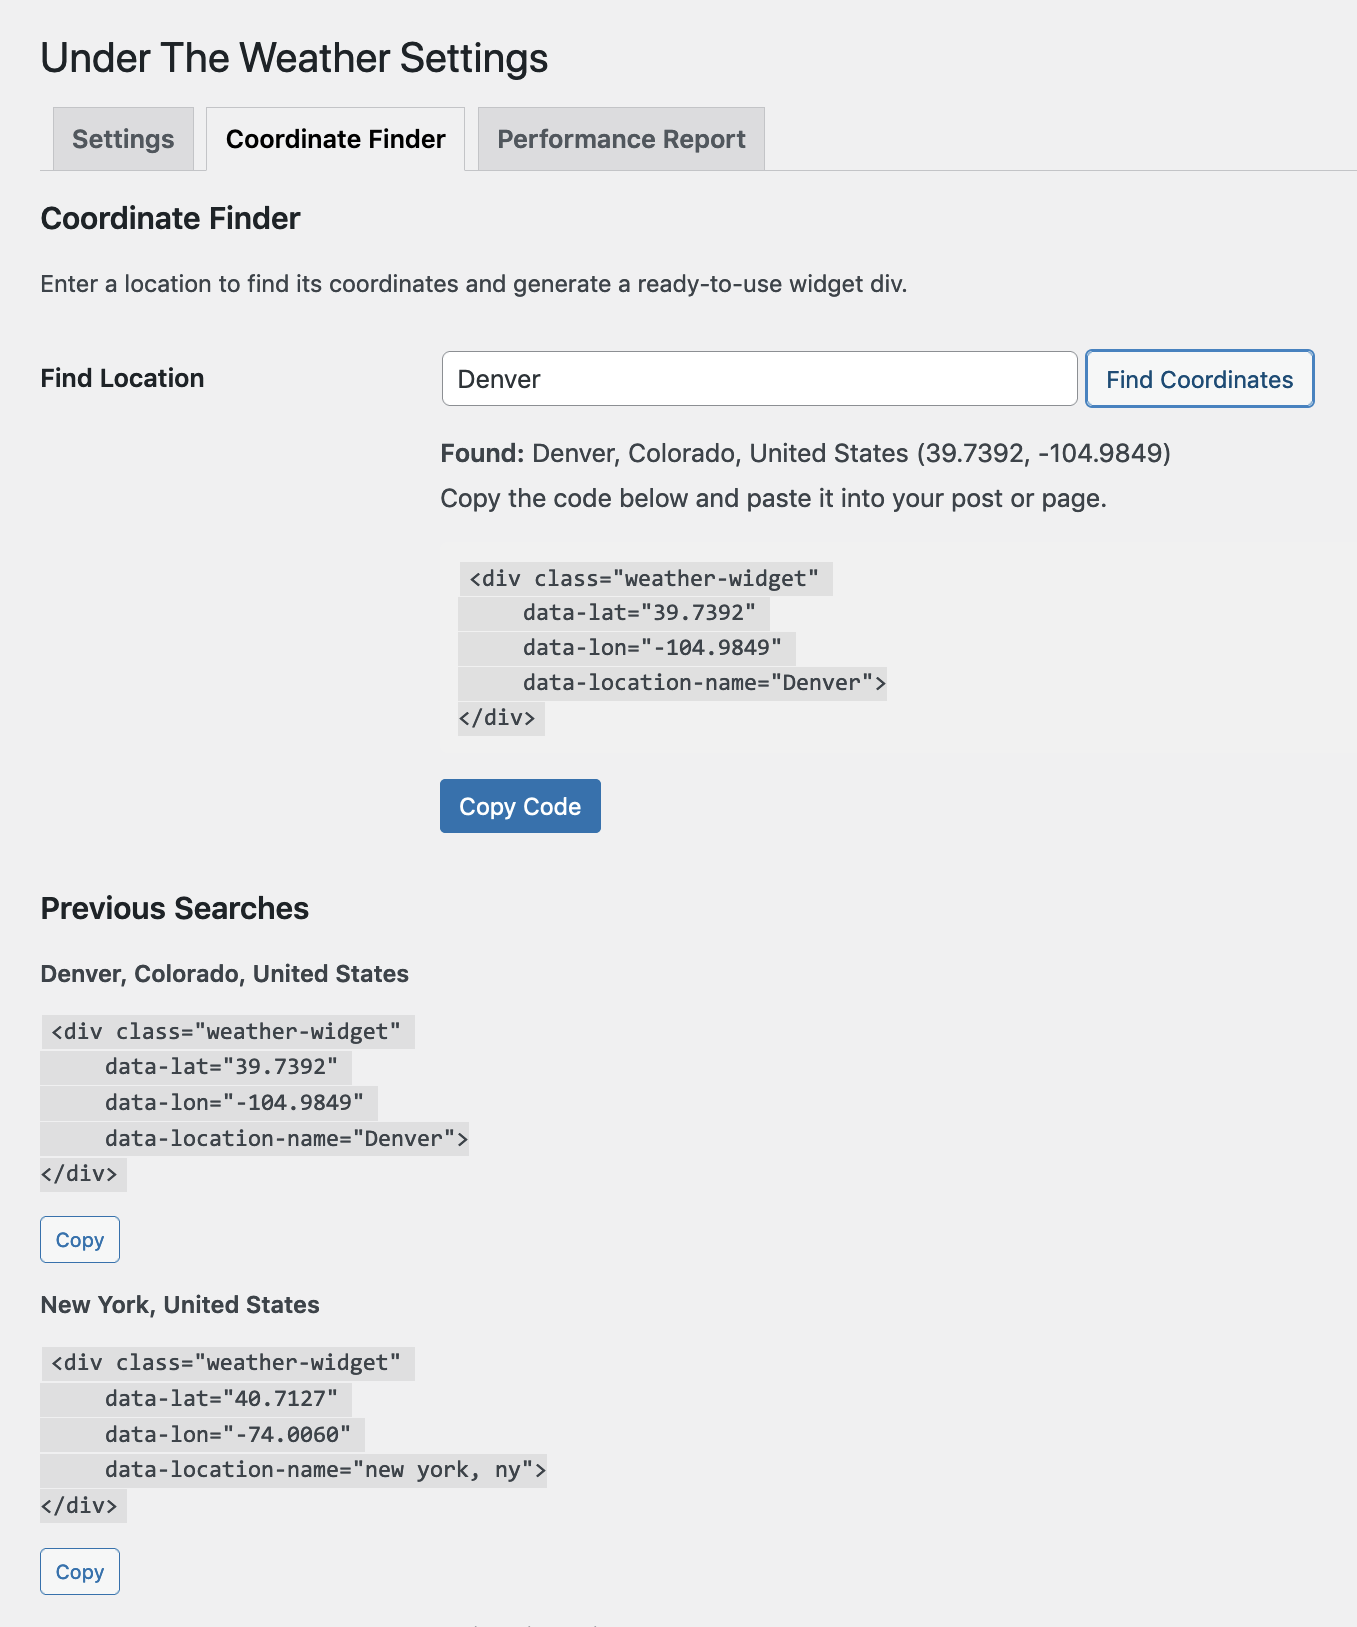 Under The Weather Settings
Settings
Coordinate Finder
Performance Report
Coordinate Finder
Enter a location to find its coordinates and generate a ready-to-use widget div.
Find Location
Denver
Find Coordinates
Found: Denver, Colorado, United States (39.7392, -104.9849)
Copy the code below and paste it into your post or page.
<div class="weather-widget"
data-lat="39.7392"
data-lon="-104.9849"
data-location-name="Denver">
</div>
Copy Code
Previous Searches
Denver, Colorado, United States
<div class="weather-widget"
data-lat="39.7392"
data-lon="-104.9849"
data-location-name="Denver">
</div>
Copy
New York, United States
<div class="weather-widget"
data-lat="40.7127"
data-lon="-74.0060"
data-location-name="new york, ny">
</div>
Copy